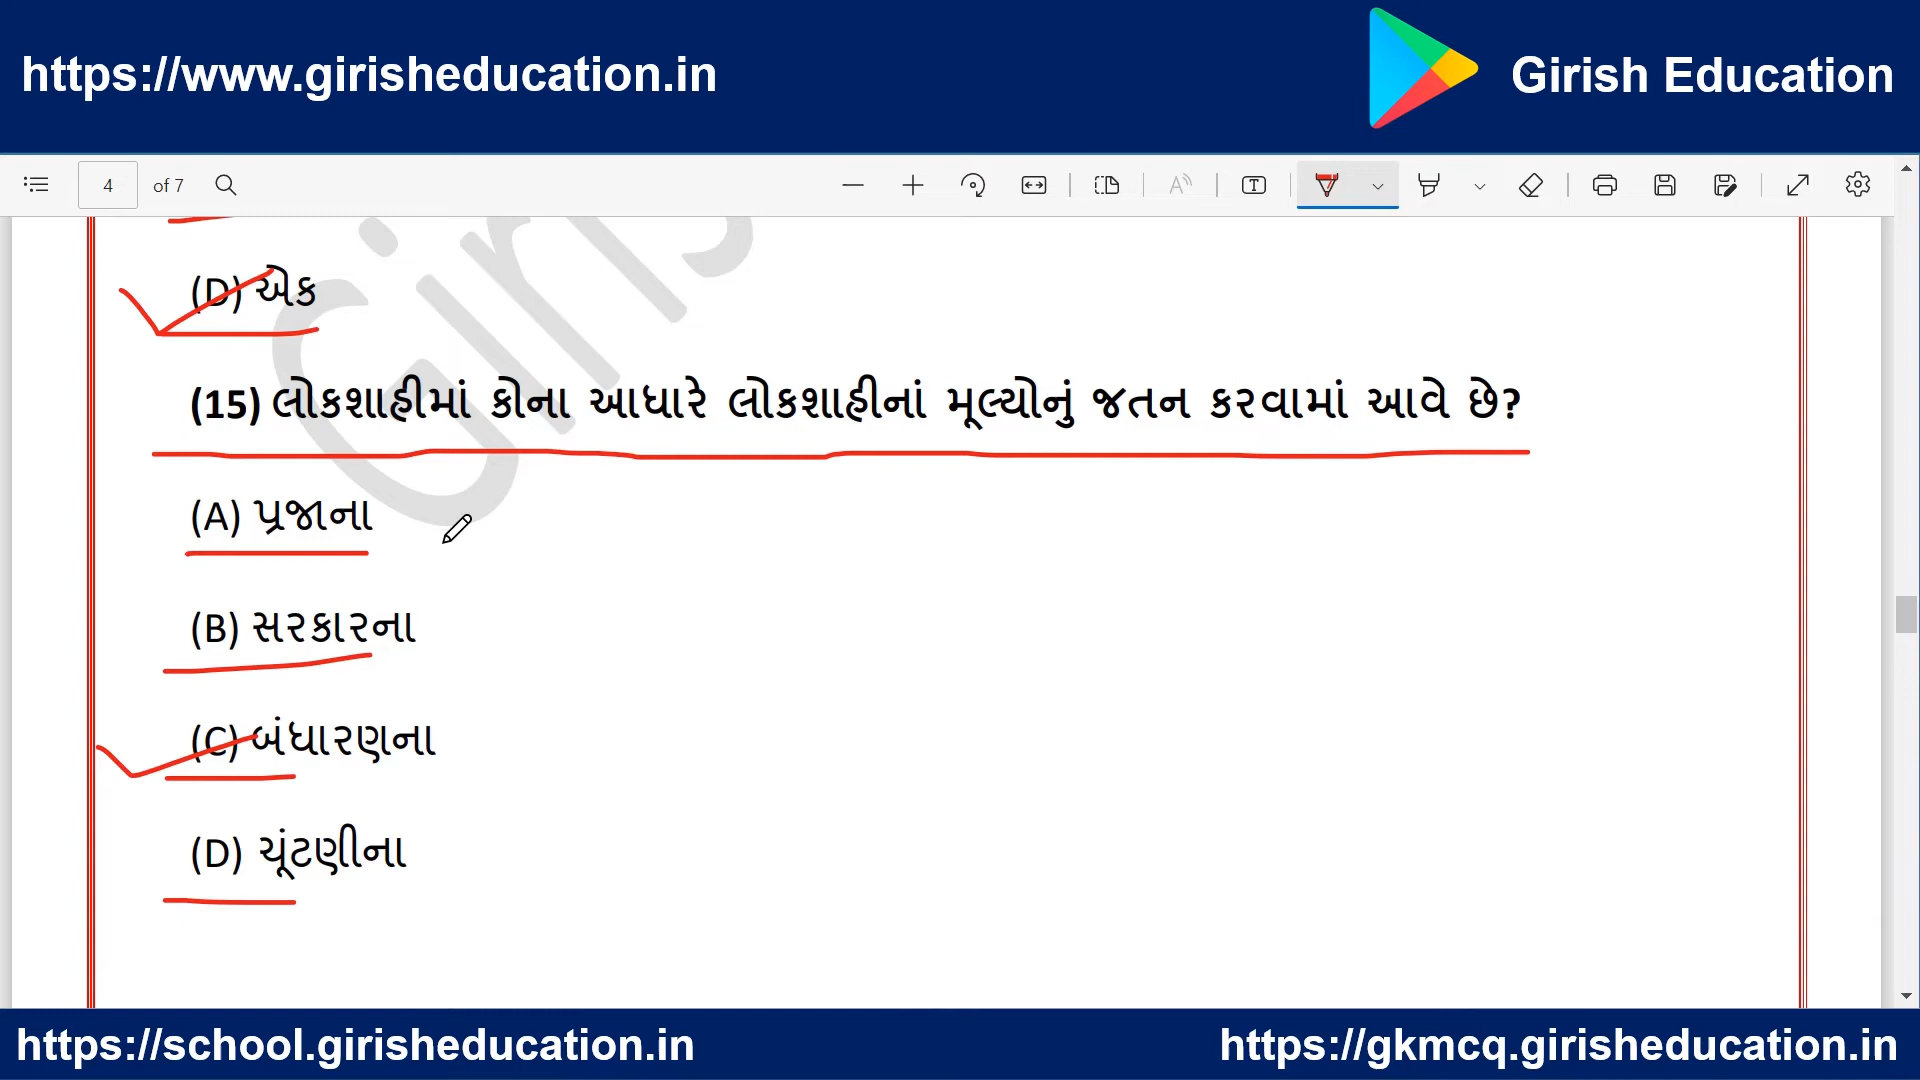 https://www.girisheducation.in
Girish Education
4 of 7
(D) એક
(15) લોકશાહીમાં કોના આધારે લોકશાહીનાં મૂલ્યોનું જતન કરવામાં આવે છે?
(A) પ્રજાના
(B) સરકારના
(C) બંધારણના
(D) ચૂંટણીના
https://school.girisheducation.in
https://gkmcq.girisheducation.in